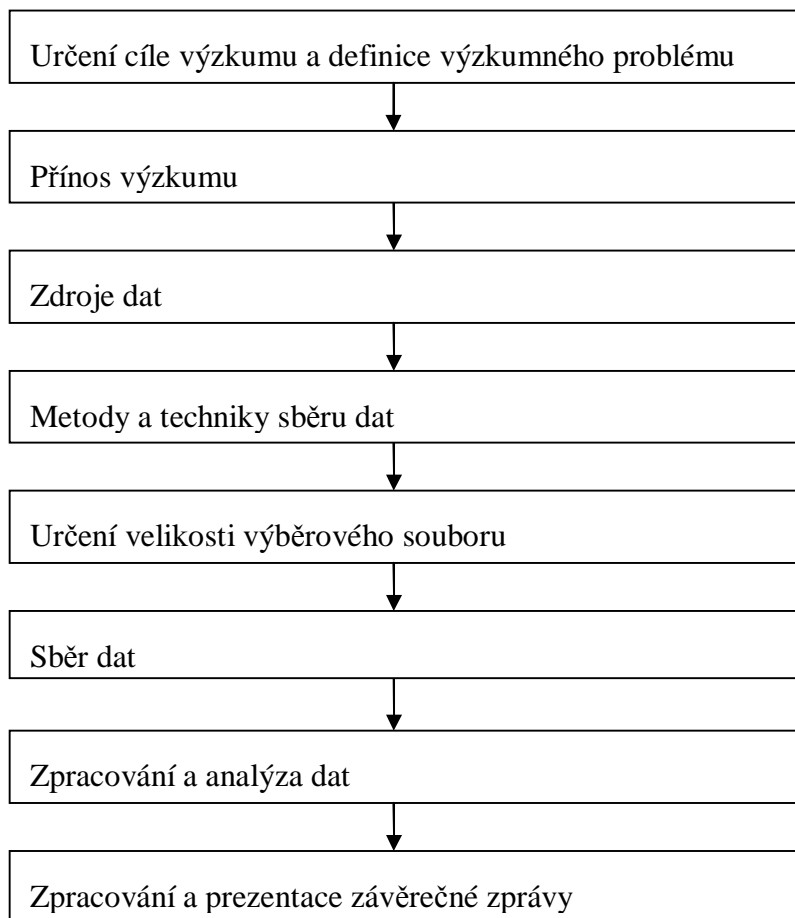 Určení cíle výzkumu a definice výzkumného problému
Přínos výzkumu
Zdroje dat
Metody a techniky sběru dat
Určení velikosti výběrového souboru
Sběr dat
Zpracování a analýza dat
Zpracování a prezentace závěrečné zprávy